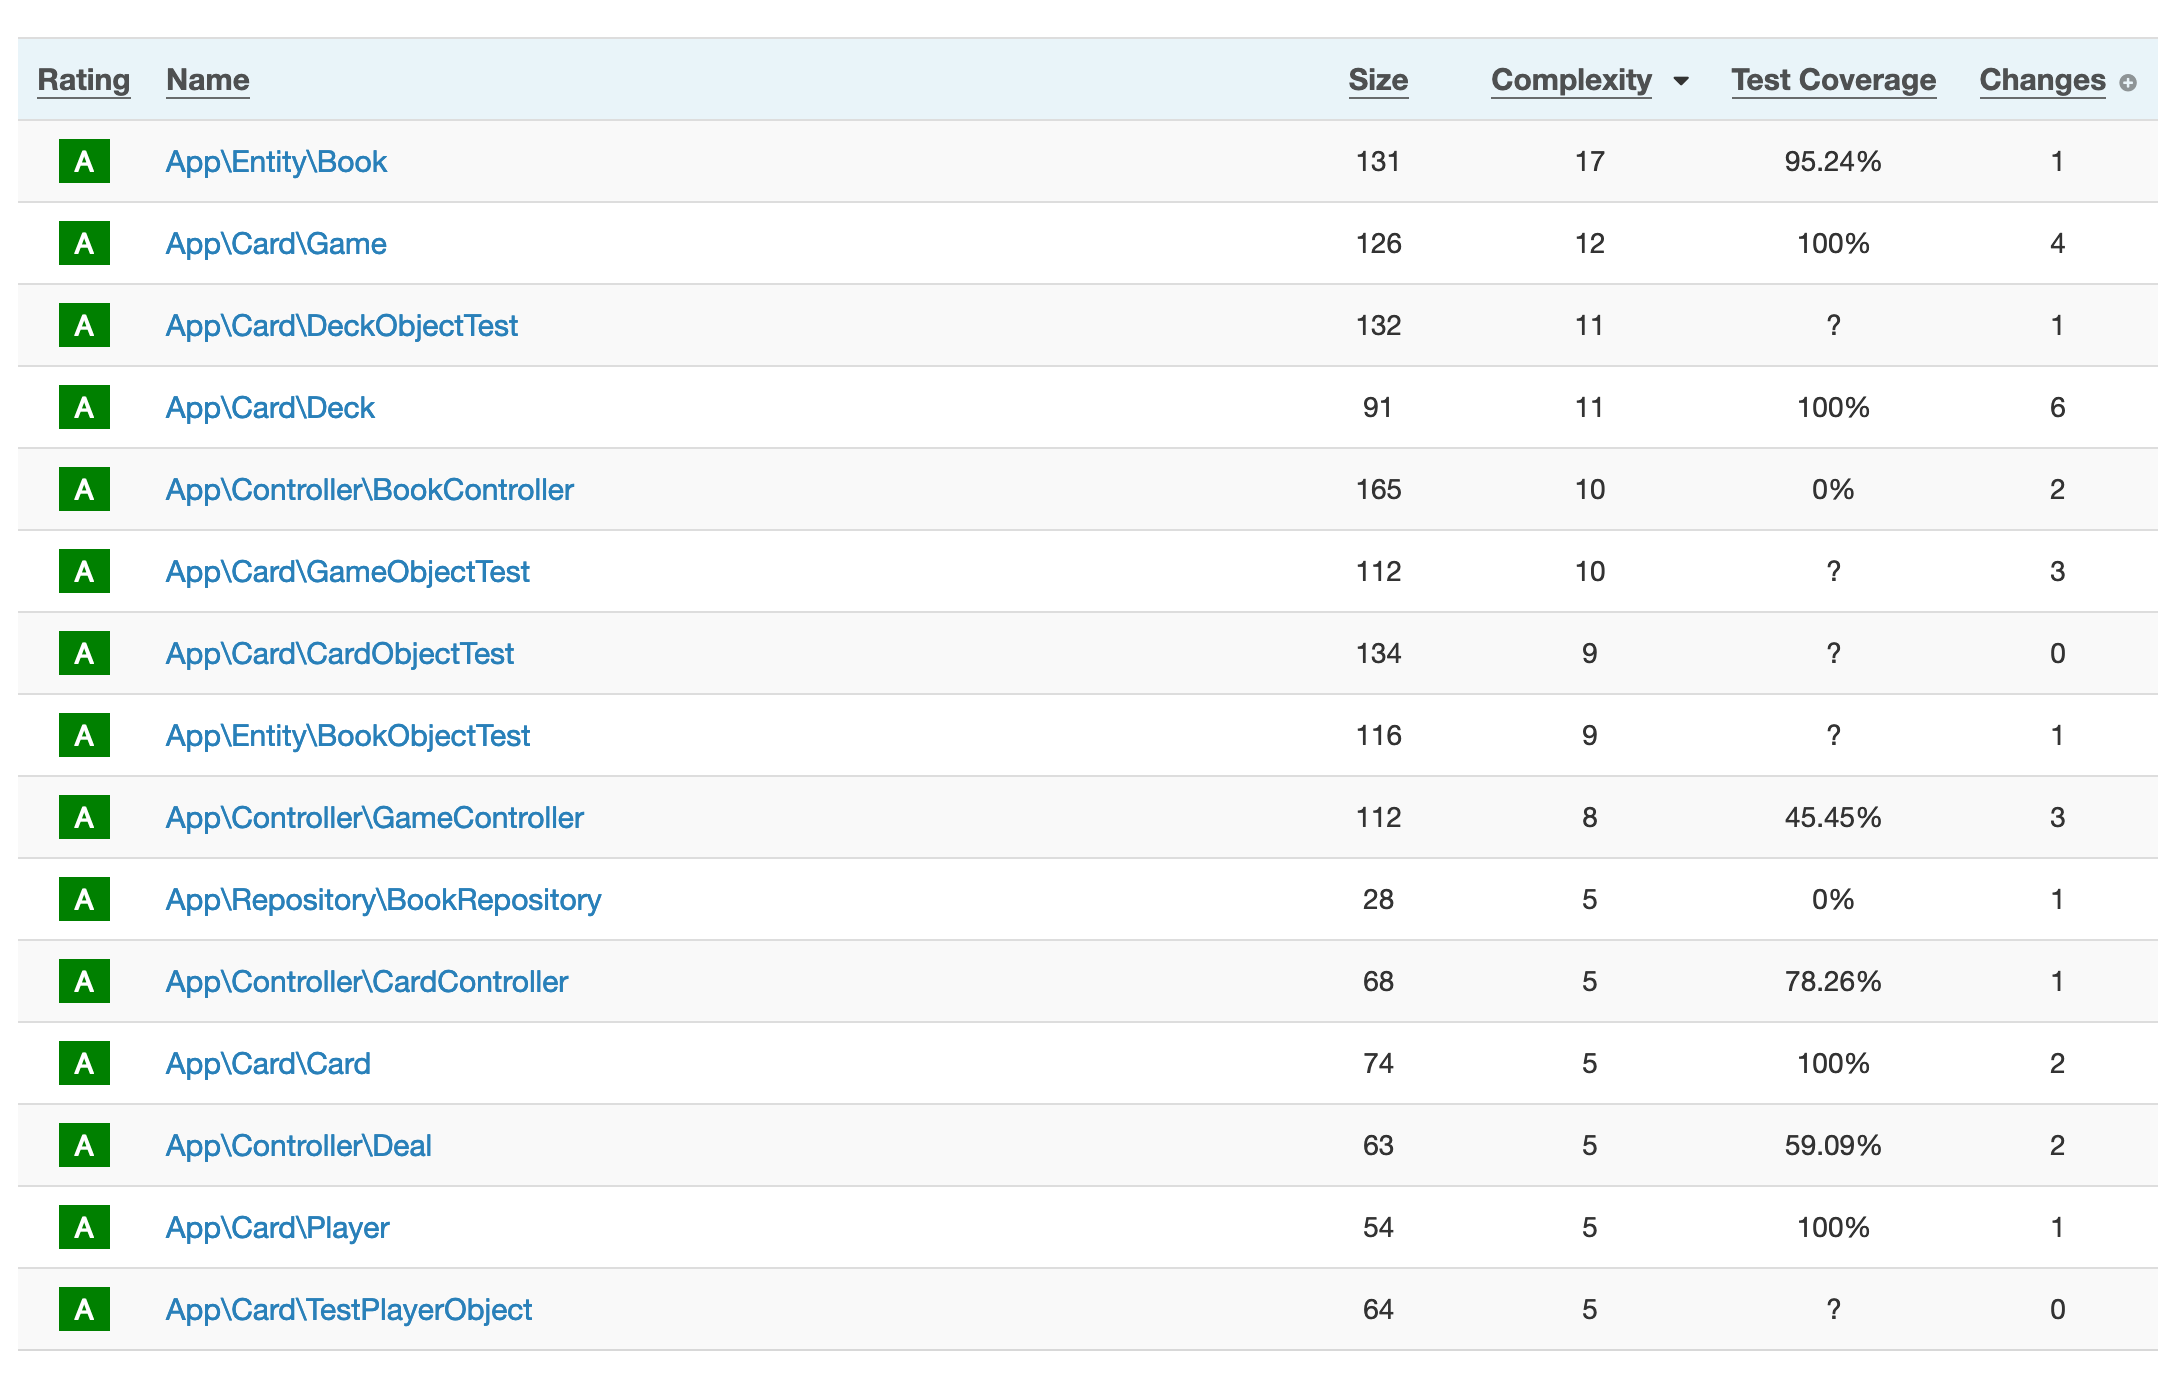 Rating Name Size Complexity Test Coverage Changes
A App\Entity\Book 131 17 95.24% 1
A App\Card\Game 126 12 100% 4
A App\Card\DeckObjectTest 132 11 ? 1
A App\Card\Deck 91 11 100% 6
A App\Controller\BookController 165 10 0% 2
A App\Card\GameObjectTest 112 10 ? 3
A App\Card\CardObjectTest 134 9 ? 0
A App\Entity\BookObjectTest 116 9 ? 1
A App\Controller\GameController 112 8 45.45% 3
A App\Repository\BookRepository 28 5 0% 1
A App\Controller\CardController 68 5 78.26% 1
A App\Card\Card 74 5 100% 2
A App\Controller\Deal 63 5 59.09% 2
A App\Card\Player 54 5 100% 1
A App\Card\TestPlayerObject 64 5 ? 0